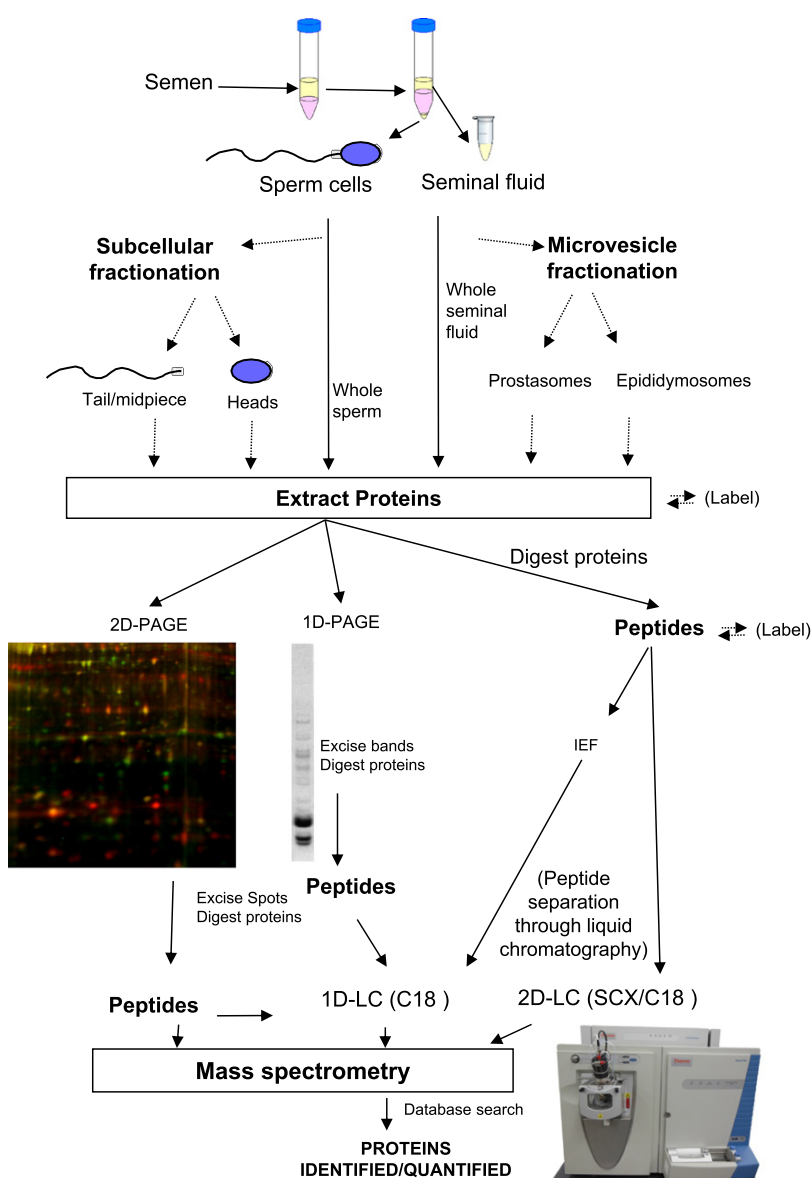 Semen
Sperm cells
Seminal fluid
Subcellular
fractionation
Microvesicle
fractionation
Whole
seminal
fluid
Tail/midpiece
Heads
Whole
sperm
Prostasomes
Epididymosomes
Extract Proteins
(Label)
Digest proteins
2D-PAGE
1D-PAGE
Peptides
(Label)
Excise bands
Digest proteins
IEF
Peptides
Excise Spots
Digest proteins
(Peptide
separation
through liquid
chromatography)
Peptides
1D-LC (C18 )
2D-LC (SCX/C18 )
Mass spectrometry
Database search
PROTEINS
IDENTIFIED/QUANTIFIED